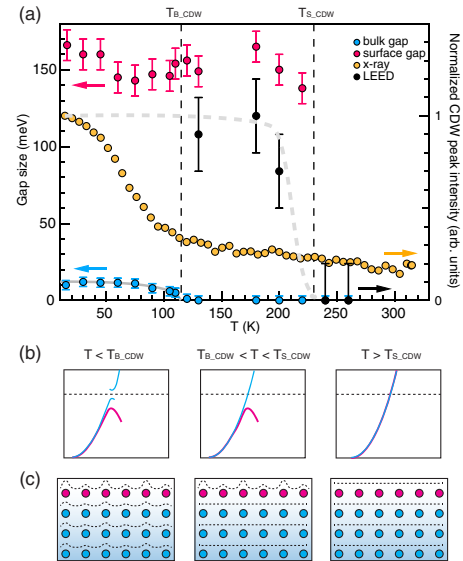 (a)
T_B_CDW
T_S_CDW
bulk gap
surface gap
x-ray
LEED
Gap size (meV)
150
100
50
0
Normalized CDW peak intensity (arb. units)
1
0
0 50 100 150 200 250 300
T (K)
(b)
T < T_B_CDW
T_B_CDW < T < T_S_CDW
T > T_S_CDW
(c)